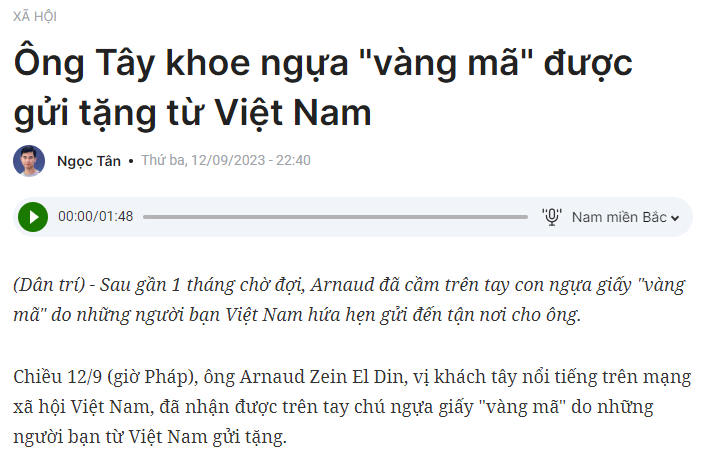 XÃ HỘI
Ông Tây khoe ngựa "vàng mã" được
gửi tặng từ Việt Nam
Ngọc Tân • Thứ ba, 12/09/2023 - 22:40
00:00/01:48 Nam miền Bắc
(Dân trí) - Sau gần 1 tháng chờ đợi, Arnaud đã cầm trên tay con ngựa giấy "vàng
mã" do những người bạn Việt Nam hứa hẹn gửi đến tận nơi cho ông.
Chiều 12/9 (giờ Pháp), ông Arnaud Zein El Din, vị khách tây nổi tiếng trên mạng
xã hội Việt Nam, đã nhận được trên tay chú ngựa giấy "vàng mã" do những
người bạn từ Việt Nam gửi tặng.